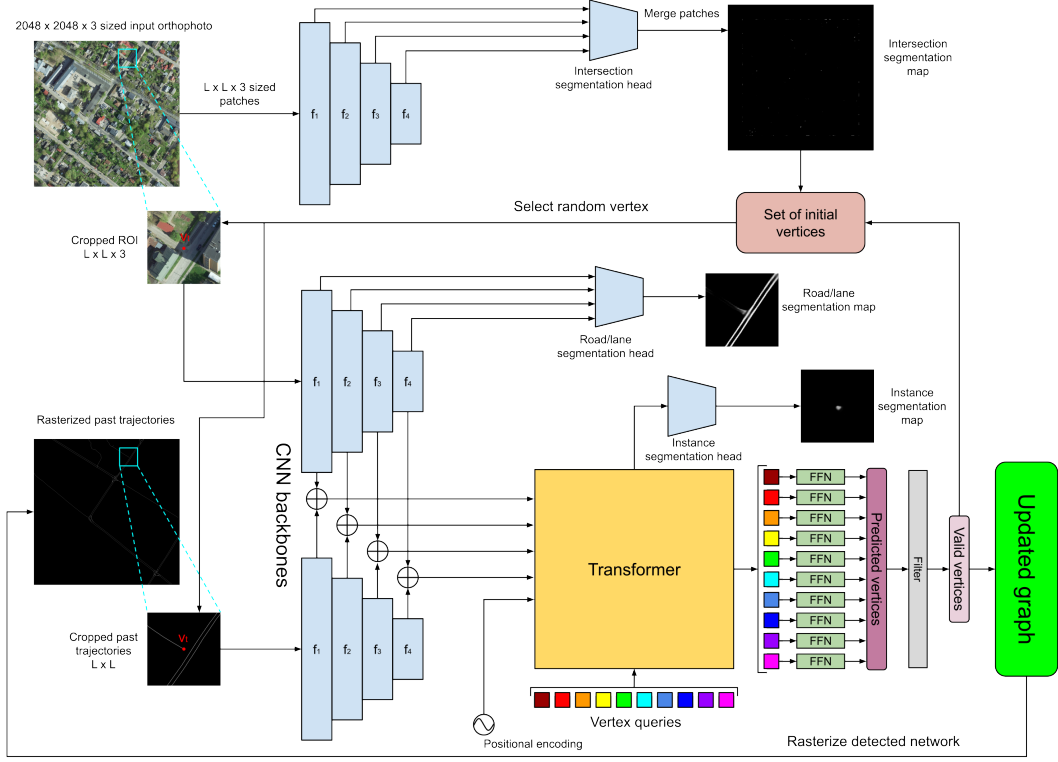 2048 x 2048 x 3 sized input orthophoto
L x L x 3 sized
patches
f1
f2
f3
f4
Intersection
segmentation head
Merge patches
Intersection
segmentation
map
Set of initial
vertices
Select random vertex
Cropped ROI
L x L x 3
Vi
f1
f2
f3
f4
Road/lane
segmentation head
Road/lane
segmentation map
Instance
segmentation head
Instance
segmentation
map
Rasterized past trajectories
CNN backbones
Cropped past
trajectories
L x L
Vi
f1
f2
f3
f4
Transformer
Positional encoding
Vertex queries
FFN
FFN
FFN
FFN
FFN
FFN
FFN
FFN
FFN
FFN
Predicted vertices
Filter
Valid vertices
Updated graph
Rasterize detected network